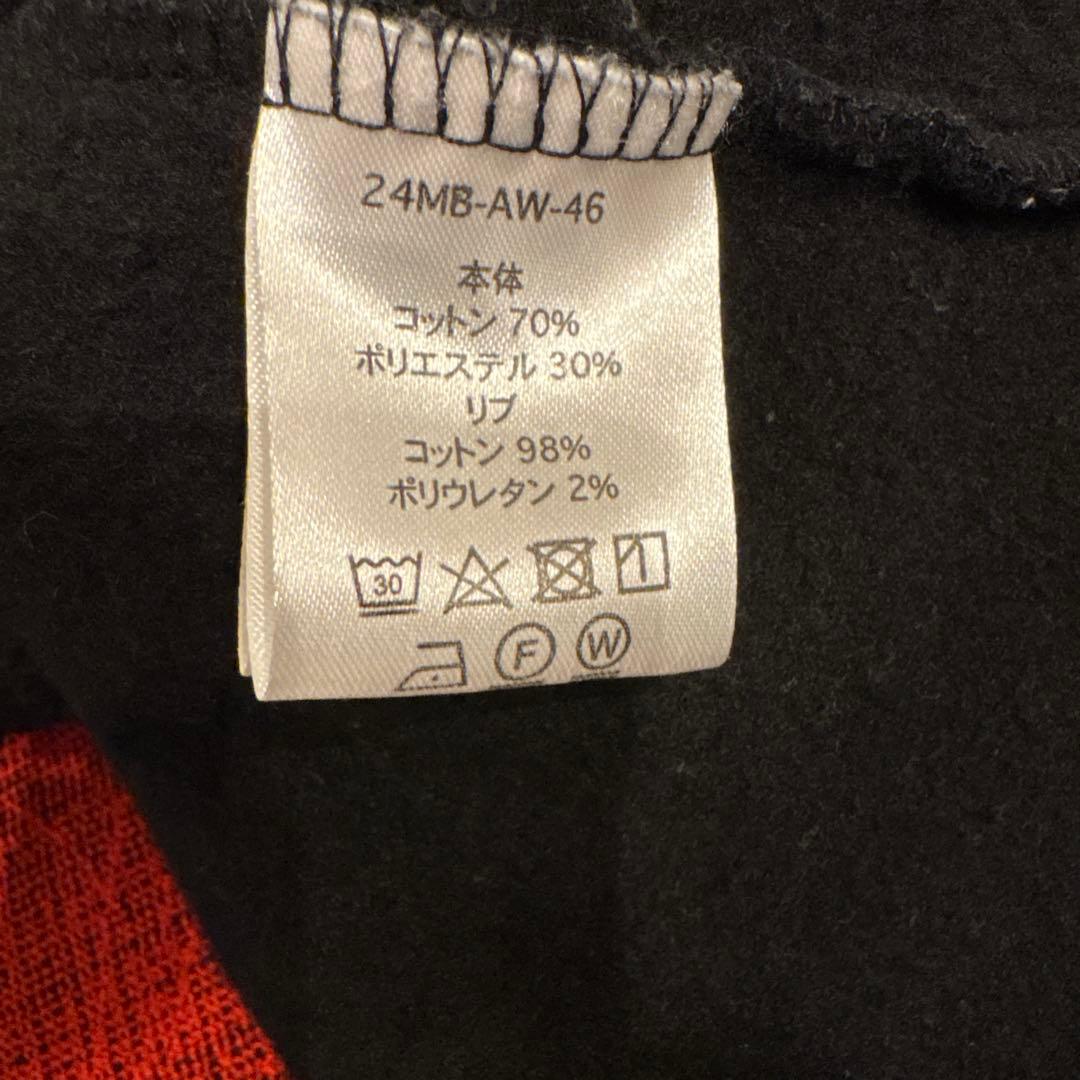 24MB-AW-46
本体
コットン 70%
ポリエステル 30%
リブ
コットン 98%
ポリウレタン 2%
30
F W